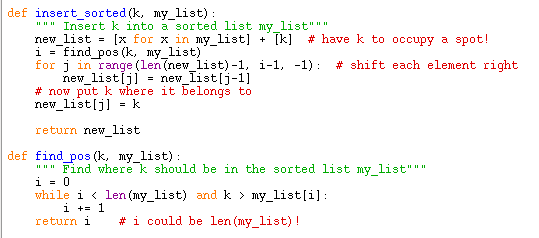 def insert_sorted(k, my_list):
    """ Insert k into a sorted list my_list"""
    new_list = [x for x in my_list] + [k]  # have k to occupy a spot!
    i = find_pos(k, my_list)
    for j in range(len(new_list)-1, i-1, -1):  # shift each element right
        new_list[j] = new_list[j-1]
    # now put k where it belongs to
    new_list[j] = k

    return new_list

def find_pos(k, my_list):
    """ Find where k should be in the sorted list my_list"""
    i = 0
    while i < len(my_list) and k > my_list[i]:
        i += 1
    return i    # i could be len(my_list)!